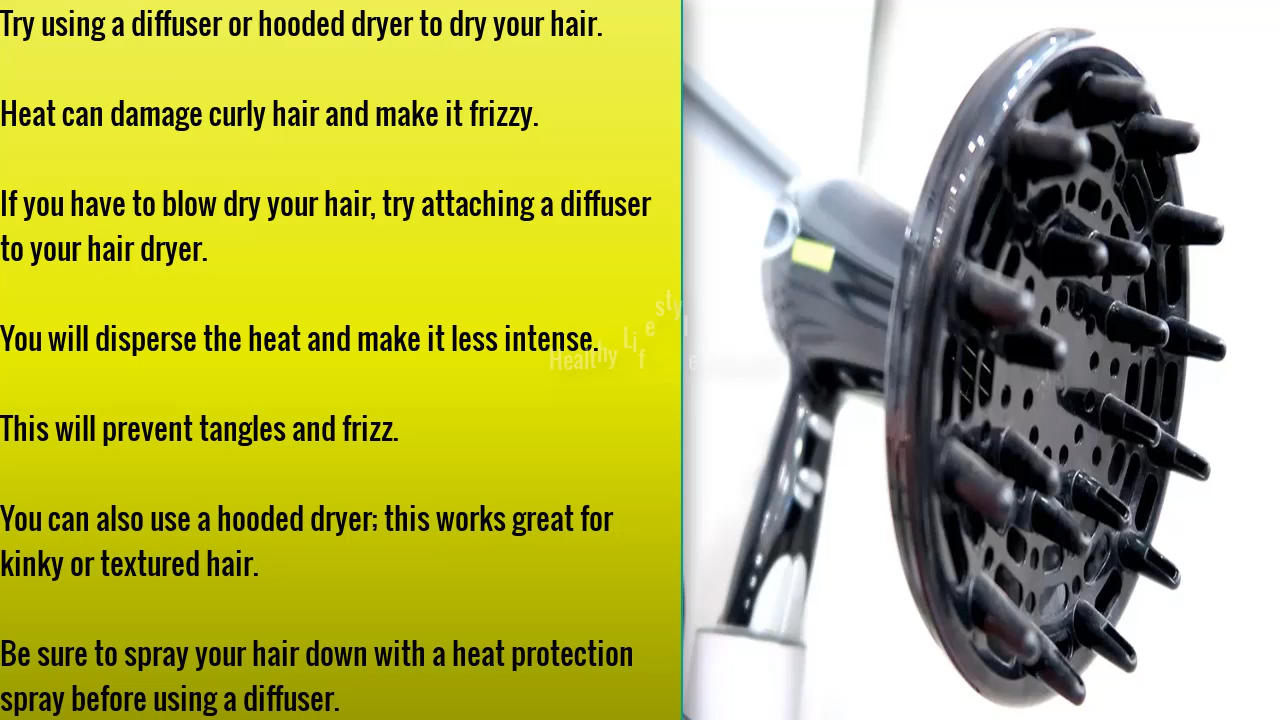 Try using a diffuser or hooded dryer to dry your hair.
Heat can damage curly hair and make it frizzy.
If you have to blow dry your hair, try attaching a diffuser
to your hair dryer.
You will disperse the heat and make it less intense.
Healthy Lifestyl
This will prevent tangles and frizz.
You can also use a hooded dryer; this works great for
kinky or textured hair.
Be sure to spray your hair down with a heat protection
spray before using a diffuser.